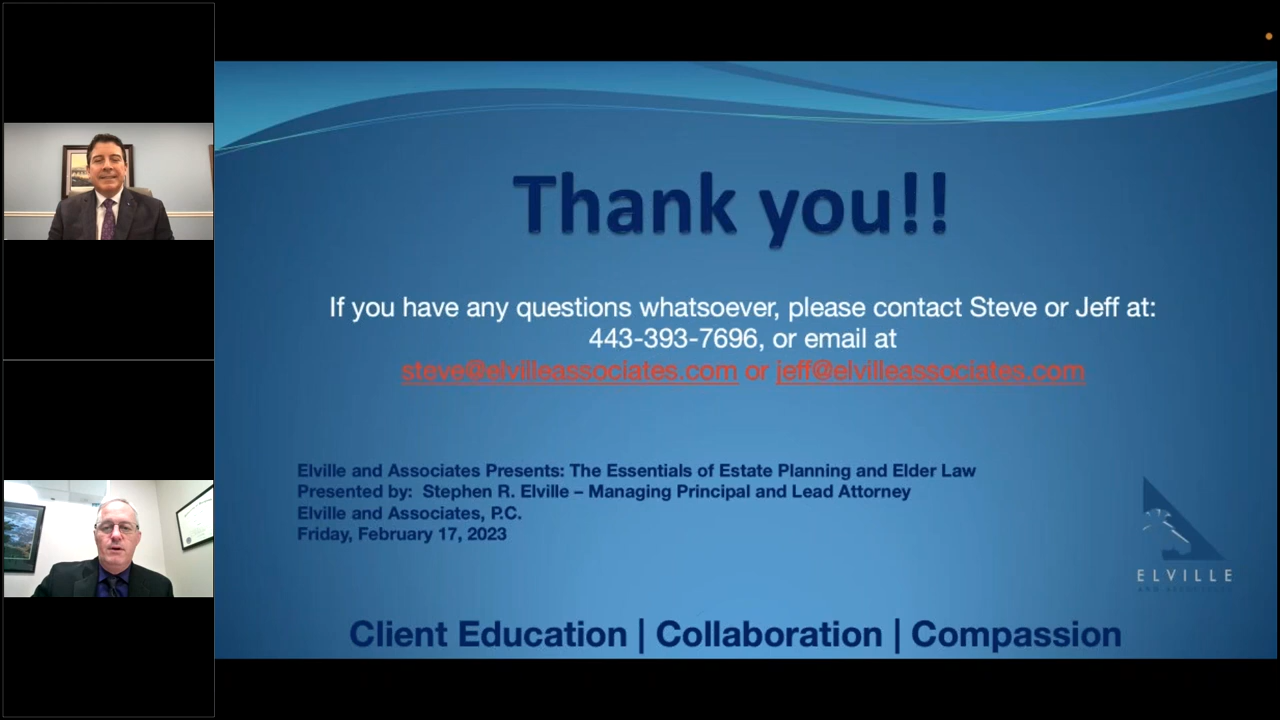 Thank you!!
If you have any questions whatsoever, please contact Steve or Jeff at:
443-393-7696, or email at
steve@elvilleassociates.com or jeff@elvilleassociates.com
Elville and Associates Presents: The Essentials of Estate Planning and Elder Law
Presented by:  Stephen R. Elville – Managing Principal and Lead Attorney
Elville and Associates, P.C.
Friday, February 17, 2023
ELVILLE
AND ASSOCIATES
Client Education | Collaboration | Compassion